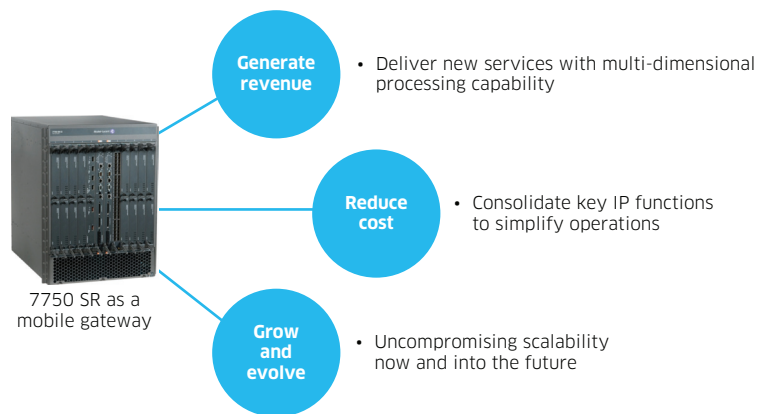 Generate
revenue
• Deliver new services with multi-dimensional
processing capability
Reduce
cost
• Consolidate key IP functions
to simplify operations
7750 SR as a
mobile gateway
Grow
and
evolve
• Uncompromising scalability
now and into the future